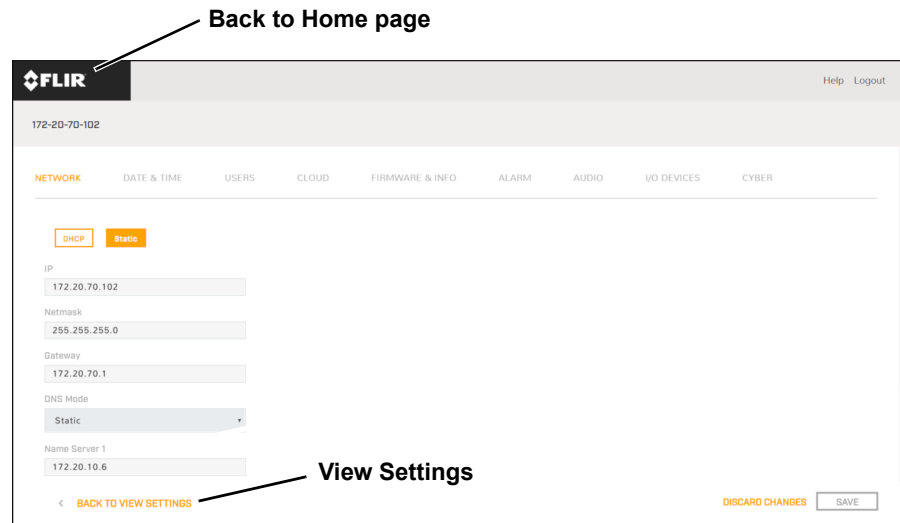 Back to Home page
FLIR
Help Logout
172-20-70-102
NETWORK DATE & TIME USERS CLOUD FIRMWARE & INFO ALARM AUDIO I/O DEVICES CYBER
DHCP Static
IP
172.20.70.102
Netmask
255.255.255.0
Gateway
172.20.70.1
DNS Mode
Static
Name Server 1
172.20.10.6
View Settings
< BACK TO VIEW SETTINGS
DISCARD CHANGES SAVE